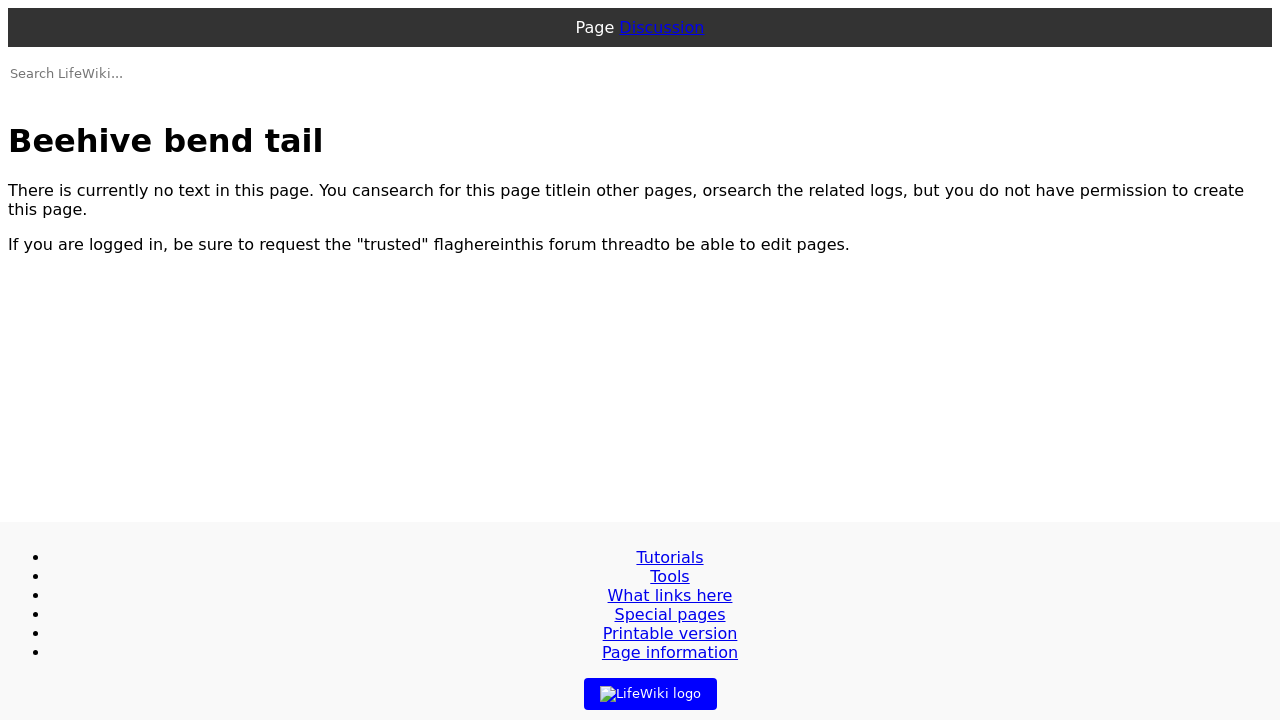 Page Discussion
Search LifeWiki...
Beehive bend tail
There is currently no text in this page. You cansearch for this page titlein other pages, orsearch the related logs, but you do not have permission to create
this page.
If you are logged in, be sure to request the "trusted" flaghereinthis forum threadto be able to edit pages.
Tutorials
Tools
What links here
Special pages
Printable version
Page information
LifeWiki logo